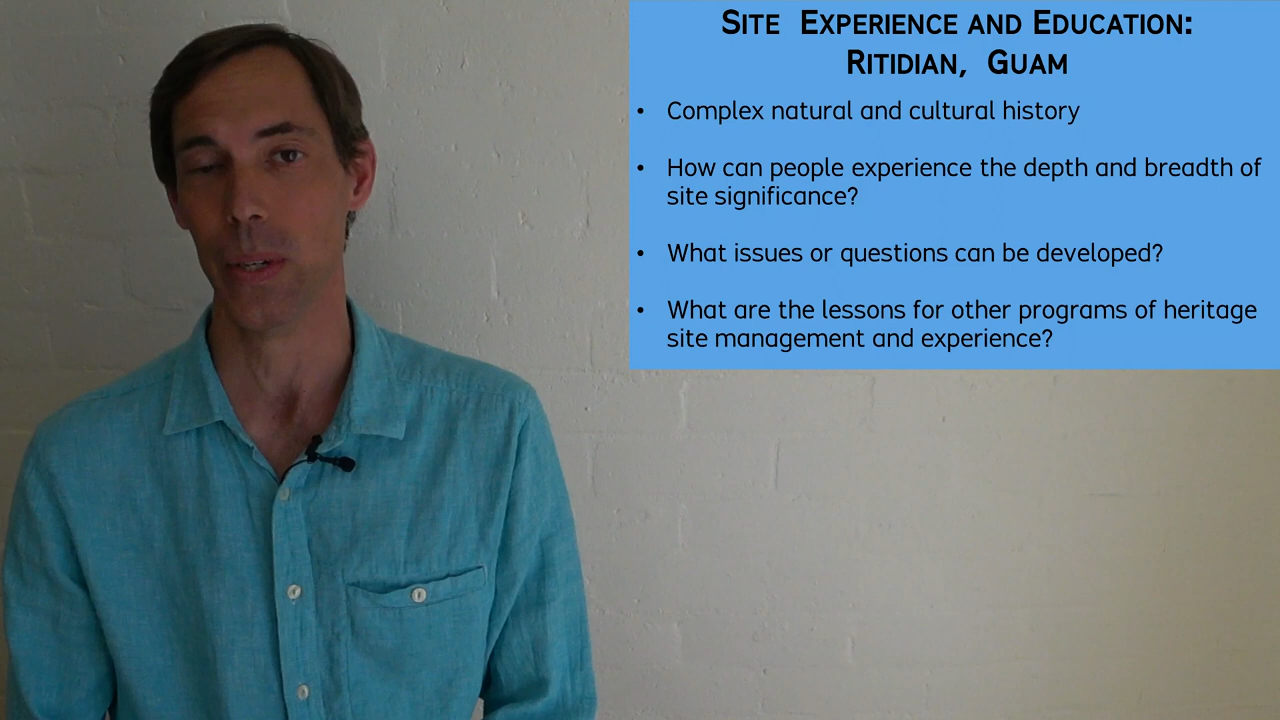 SITE EXPERIENCE AND EDUCATION:
RITIDIAN, GUAM
• Complex natural and cultural history
• How can people experience the depth and breadth of
site significance?
• What issues or questions can be developed?
• What are the lessons for other programs of heritage
site management and experience?